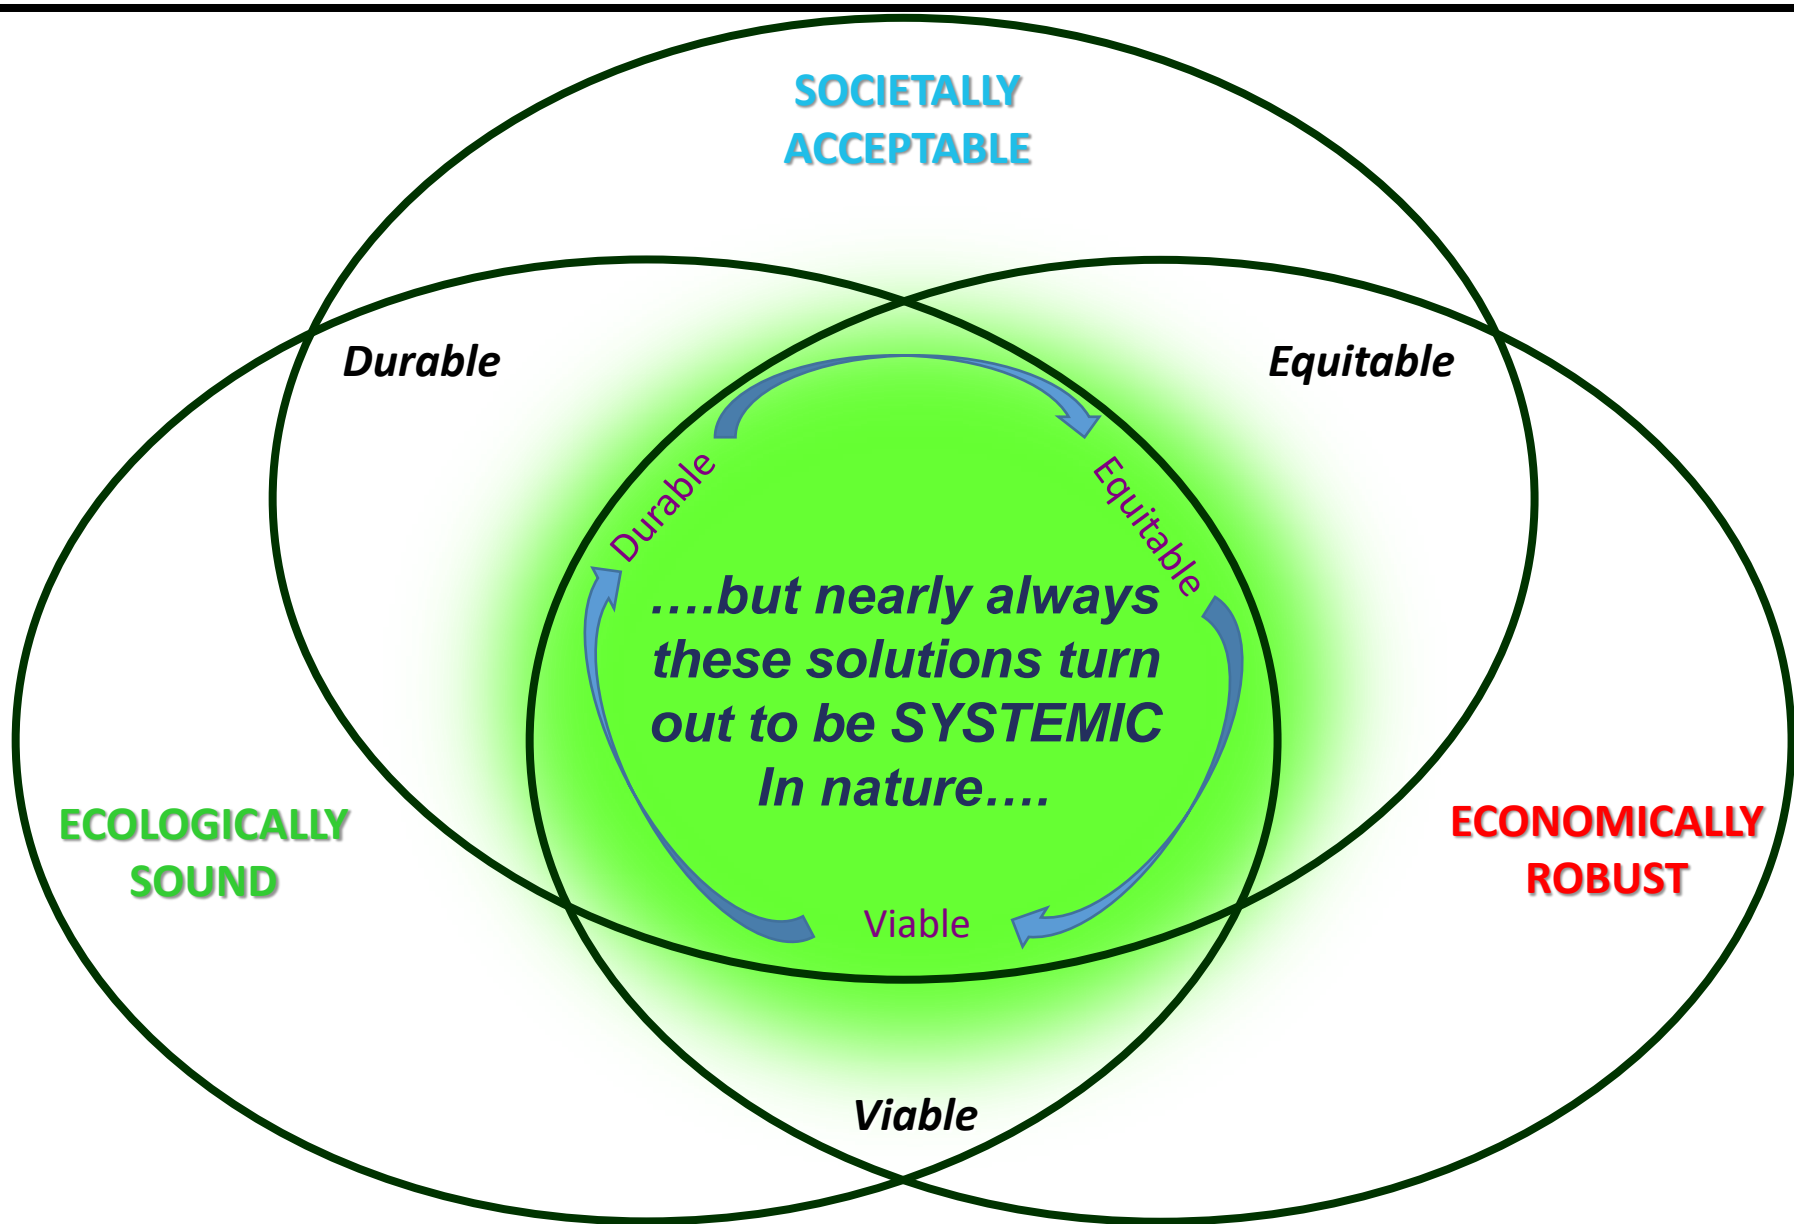 SOCIETALLY
ACCEPTABLE
Durable
Equitable
Durable
Equitable
....but nearly always
these solutions turn
out to be SYSTEMIC
In nature....
ECOLOGICALLY
SOUND
ECONOMICALLY
ROBUST
Viable
Viable